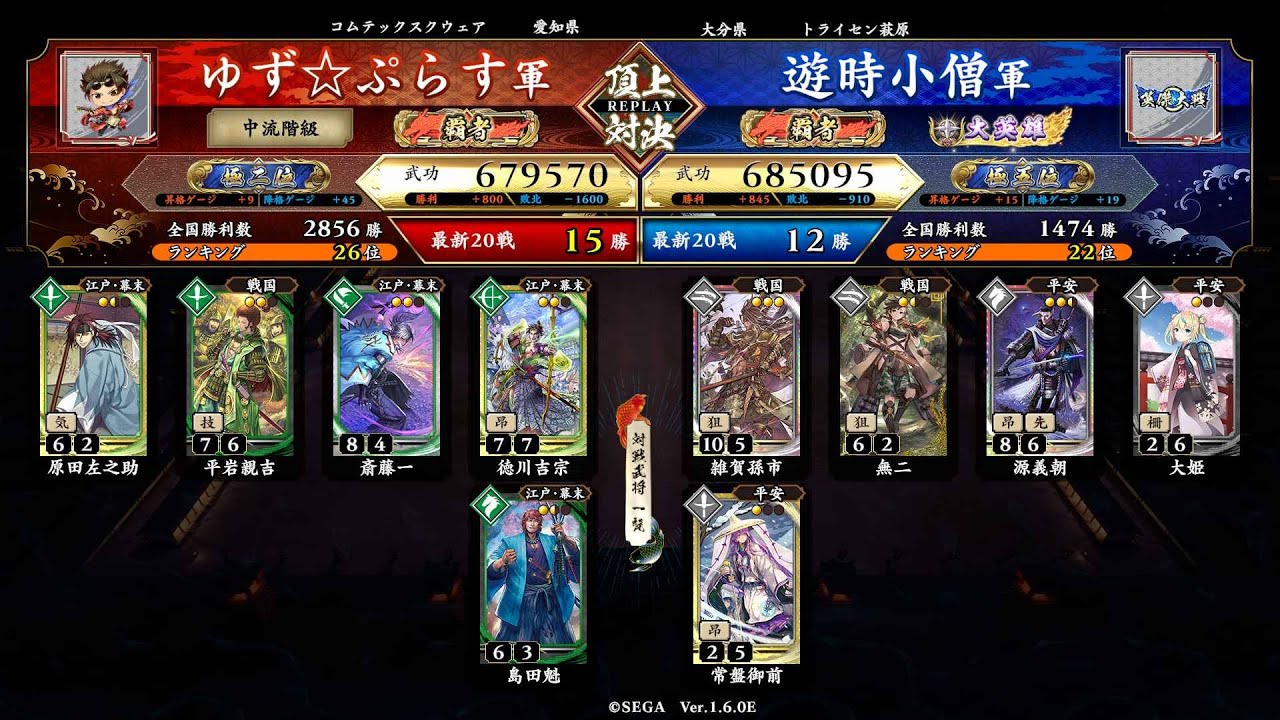 コムテックスクウェア 愛知県
大分県 トライセン萩原
ゆず☆ぷらす軍
頂上
REPLAY
対決
遊時小僧軍
英傑大戦
中流階級
覇者
覇者
大英雄
極二位
武功 679570
武功 685095
極五位
昇格ゲージ +9 降格ゲージ +45
勝利 +800 敗北 -1600
勝利 +845 敗北 -910
昇格ゲージ +15 降格ゲージ +19
全国勝利数 2856勝
最新20戦 15勝
最新20戦 12勝
全国勝利数 1474勝
ランキング 26位
ランキング 22位
江戸・幕末
戦国
江戸・幕末
江戸・幕末
戦国
戦国
平安
平安
気
技
昂
狙
狙
昂 先
柵
6 2
7 6
8 4
7 7
10 5
6 2
8 6
2 6
原田左之助
平岩親吉
斎藤一
徳川吉宗
雑賀孫市
無二
源義朝
大姫
対戦武将一覧
江戸・幕末
平安
昂
6 3
2 5
島田魁
常盤御前
©SEGA Ver.1.6.0E